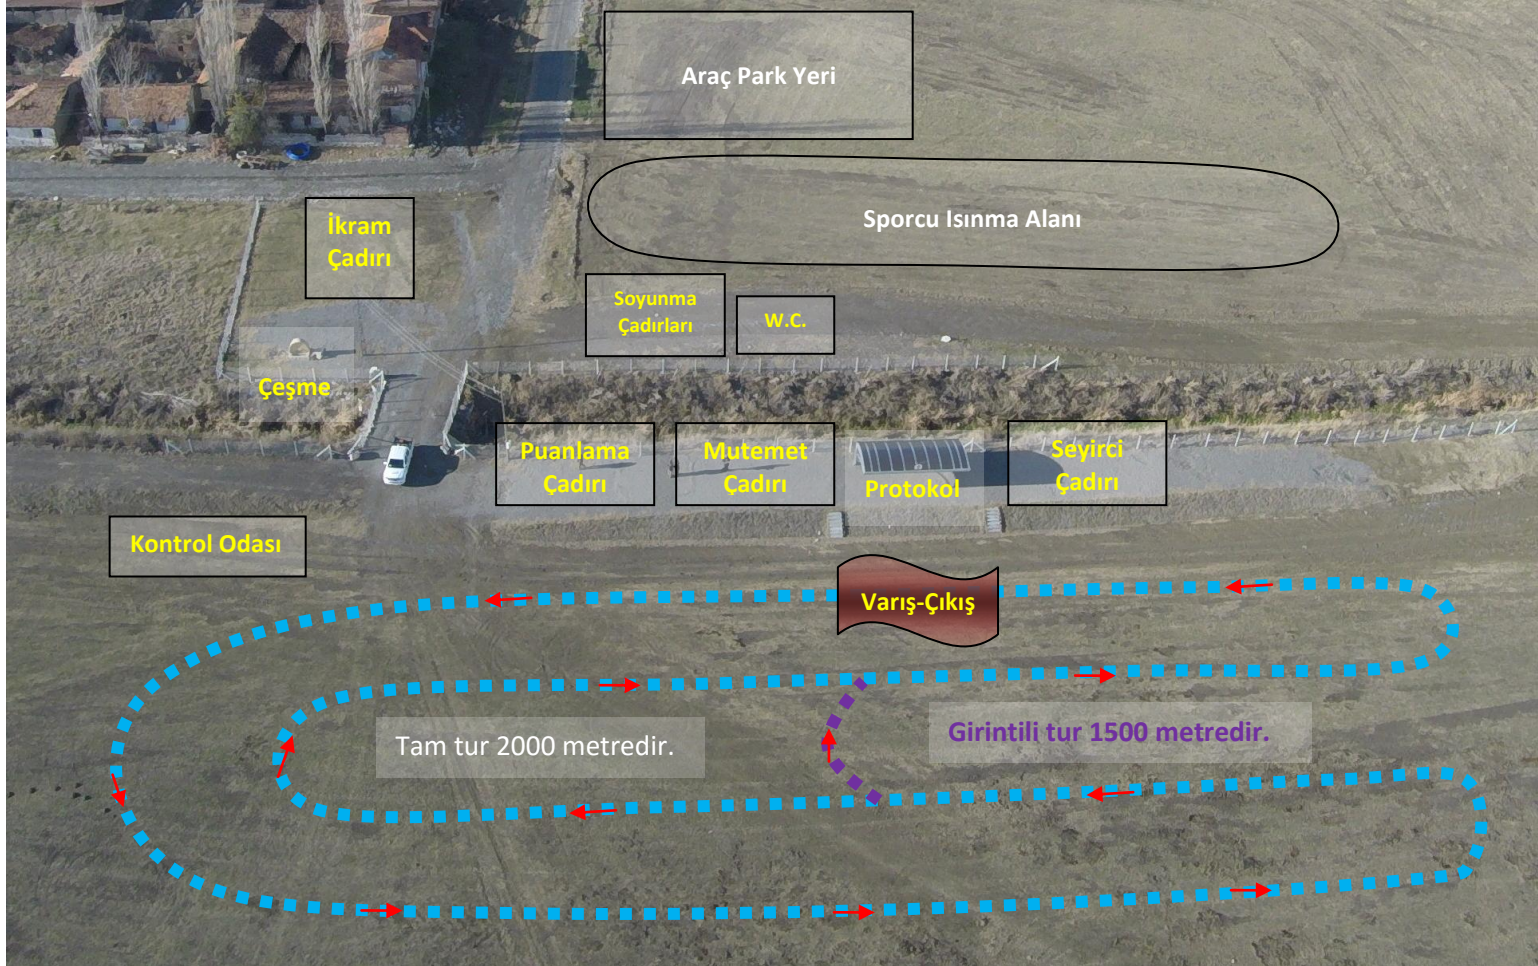 Araç Park Yeri
Sporcu Isınma Alanı
İkram
Çadırı
Soyunma
Çadırları
W.C.
Çeşme
Puanlama
Çadırı
Mutemet
Çadırı
Protokol
Seyirci
Çadırı
Kontrol Odası
Varış-Çıkış
Tam tur 2000 metredir.
Girintili tur 1500 metredir.